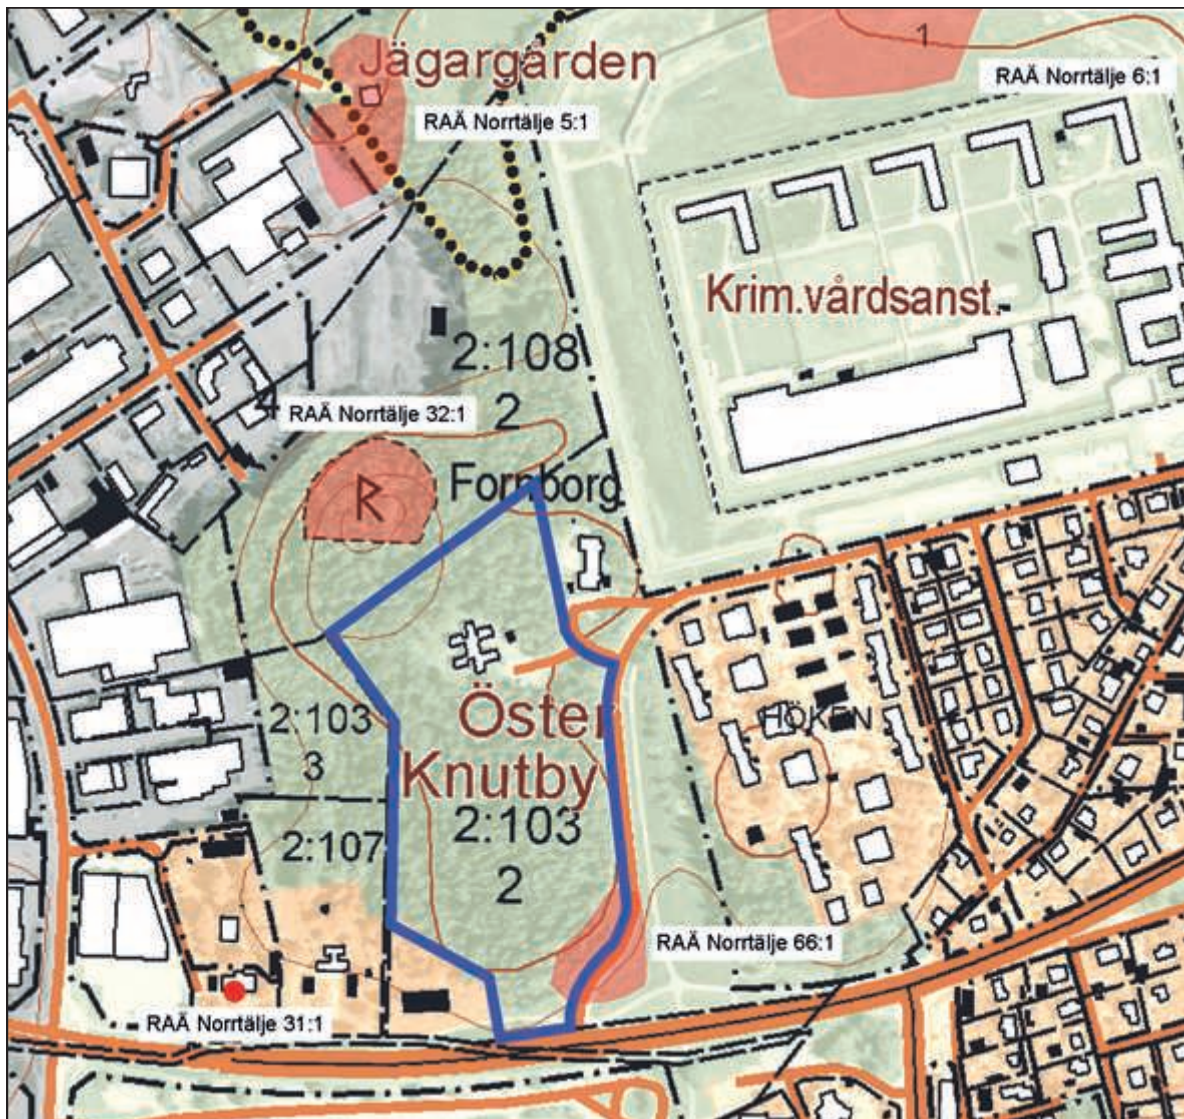 Jägargården
1
RAÄ Norrtälje 6:1
RAÄ Norrtälje 5:1
Krim.vårdsanst.
2:108
2
4
RAÄ Norrtälje 32:1
R
Fornborg
Öster
2:103
HÖKEN
3
Knutby
2:103
2:107
2
RAÄ Norrtälje 66:1
RAÄ Norrtälje 31:1